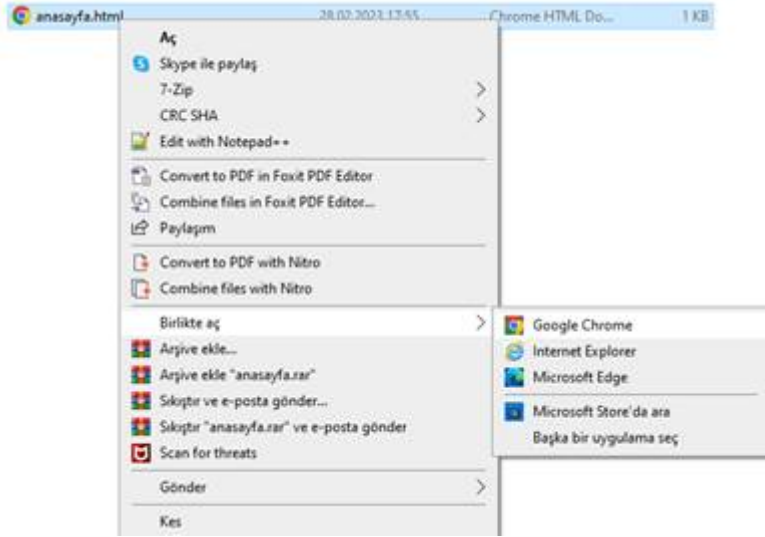 anasayfa.html 28.02.2023 17:55 Chrome HTML Do... 1 KB
Aç
Skype ile paylaş
7-Zip
CRC SHA
Edit with Notepad++
Convert to PDF in Foxit PDF Editor
Combine files in Foxit PDF Editor...
Paylaşım
Convert to PDF with Nitro
Combine files with Nitro
Birlikte aç
Google Chrome
Arşive ekle...
Internet Explorer
Arşive ekle "anasayfa.rar"
Microsoft Edge
Sıkıştır ve e-posta gönder...
Microsoft Store'da ara
Sıkıştır "anasayfa.rar" ve e-posta gönder
Başka bir uygulama seç
Scan for threats
Gönder
Kes